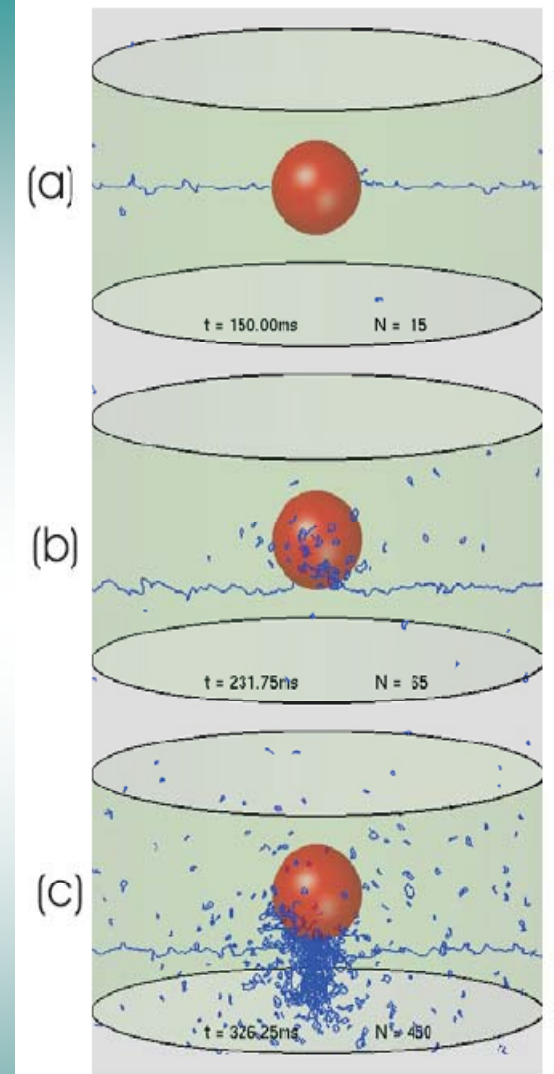 (a)
t = 150.00ms N = 15
(b)
t = 231.75ms N = 65
(c)
t = 326.25ms N = 450